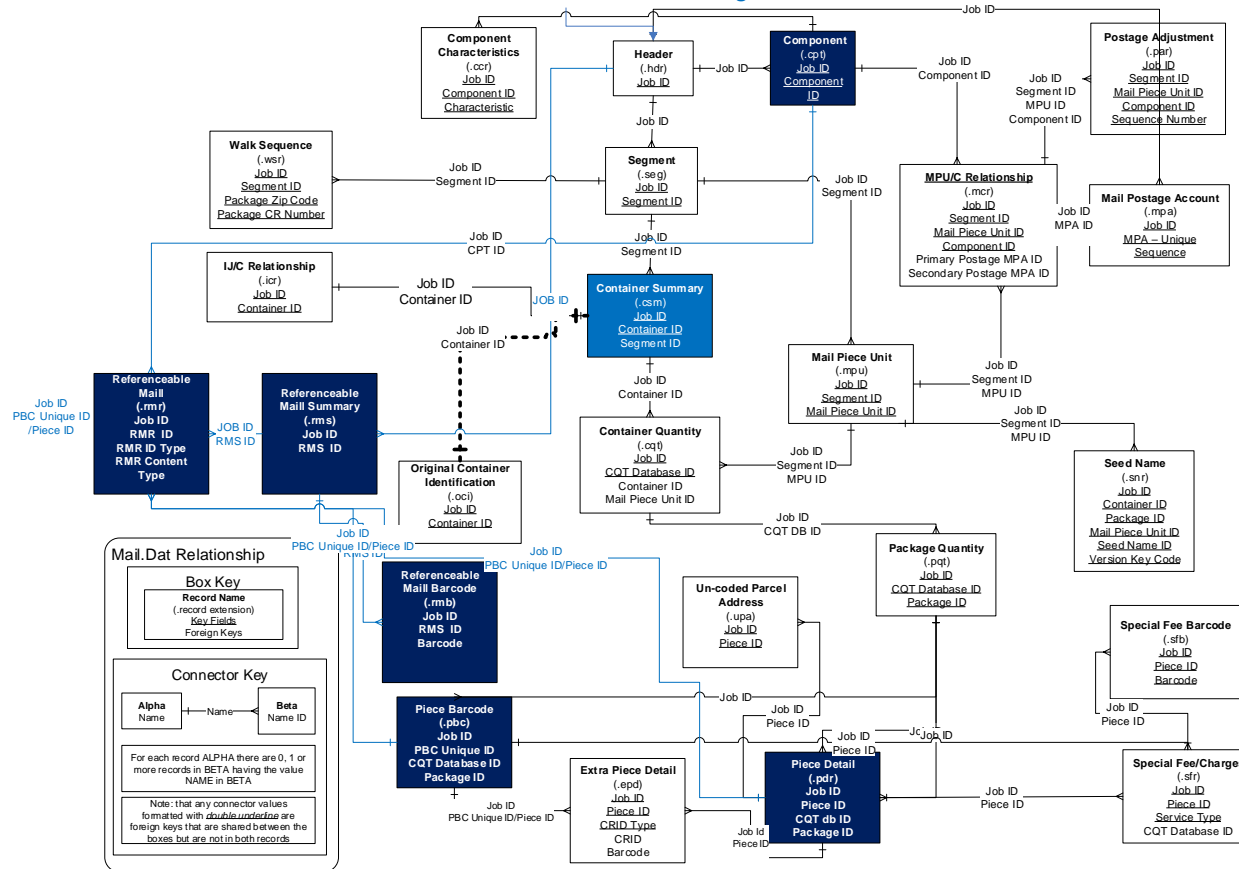 Job ID
Component
Characteristics
(.ccr)
Job ID
Component ID
Characteristic
Header
(.hdr)
Job ID
Job ID
Component
(.cpt)
Job ID
Component
ID
Job ID
Component ID
Job ID
Segment ID
MPU ID
Component ID
Postage Adjustment
(.par)
Job ID
Segment ID
Mail Piece Unit ID
Component ID
Sequence Number
Job ID
Walk Sequence
(.wsr)
Job ID
Segment ID
Package Zip Code
Package CR Number
Job ID
Segment ID
Segment
(.seg)
Job ID
Segment ID
Job ID
Segment ID
MPU/C Relationship
(.mcr)
Job ID
Segment ID
Mail Piece Unit ID
Component ID
Primary Postage MPA ID
Secondary Postage MPA ID
Job ID
MPA ID
Mail Postage Account
(.mpa)
Job ID
MPA – Unique
Sequence
Job ID
CPT ID
Job ID
Segment ID
IJ/C Relationship
(.icr)
Job ID
Container ID
Job ID
Container ID
JOB ID
Container Summary
(.csm)
Job ID
Container ID
Segment ID
Job ID
Container ID
Mail Piece Unit
(.mpu)
Job ID
Segment ID
Mail Piece Unit ID
Job ID
Segment ID
MPU ID
Job ID
PBC Unique ID
/Piece ID
Referenceable
Maill
(.rmr)
Job ID
RMR ID
RMR ID Type
RMR Content
Type
JOB ID
RMS ID
Referenceable
Maill Summary
(.rms)
Job ID
RMS ID
Job ID
Container ID
Container Quantity
(.cqt)
Job ID
CQT Database ID
Container ID
Mail Piece Unit ID
Job ID
Segment ID
MPU ID
Job ID
Segment ID
MPU ID
Seed Name
(.snr)
Job ID
Container ID
Package ID
Mail Piece Unit ID
Seed Name ID
Version Key Code
Original Container
Identification
(.oci)
Job ID
Container ID
Job ID
CQT DB ID
Job ID
PBC Unique ID/Piece ID
RMS ID
Job ID
PBC Unique ID/Piece ID
Package Quantity
(.pqt)
Job ID
CQT Database ID
Package ID
Mail.Dat Relationship
Box Key
Record Name
(.record extension)
Key Fields
Foreign Keys
Connector Key
Alpha
Name
Name
Beta
Name ID
For each record ALPHA there are 0, 1 or
more records in BETA having the value
NAME in BETA
Note: that any connector values
formatted with double underline are
foreign keys that are shared between the
boxes but are not in both records
Referenceable
Maill Barcode
(.rmb)
Job ID
RMS ID
Barcode
Un-coded Parcel
Address
(.upa)
Job ID
Piece ID
Special Fee Barcode
(.sfb)
Job ID
Piece ID
Barcode
Job ID
Piece Barcode
(.pbc)
Job ID
PBC Unique ID
CQT Database ID
Package ID
Job ID
Piece ID
Job ID
Piece ID
Job ID
Job ID
Piece ID
Job ID
PBC Unique ID/Piece ID
Extra Piece Detail
(.epd)
Job ID
Piece ID
CRID Type
CRID
Barcode
Job Id
Piece ID
Piece Detail
(.pdr)
Job ID
Piece ID
CQT db ID
Package ID
Job ID
Piece ID
Special Fee/Charges
(.sfr)
Job ID
Piece ID
Service Type
CQT Database ID